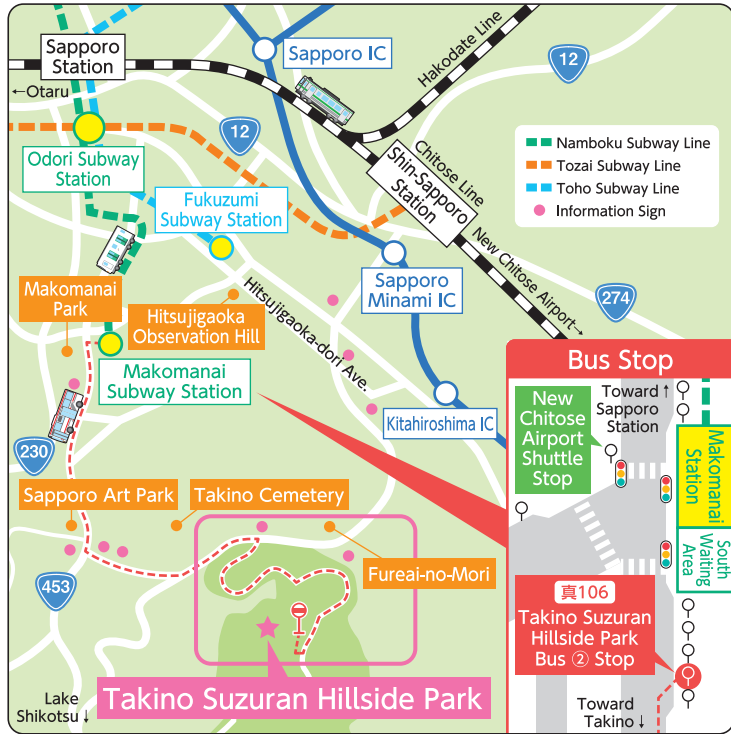 Sapporo
Station
Sapporo IC
Hakodate Line
12
←Otaru
12
Odori Subway
Station
Chitose Line
Shin-Sapporo
Station
Namboku Subway Line
Tozai Subway Line
Toho Subway Line
Information Sign
Fukuzumi
Subway Station
New Chitose Airport→
Sapporo
Minami IC
274
Makomanai
Park
Hitsujigaoka
Observation Hill
Hitsujigaoka-dori Ave.
Makomanai
Subway Station
Kitahiroshima IC
230
Sapporo Art Park
Takino Cemetery
Fureai-no-Mori
453
Takino Suzuran Hillside Park
Lake
Shikotsu ↓
Bus Stop
New
Chitose
Airport
Shuttle
Stop
Toward ↑
Sapporo
Station
Makomanai
Station
South
Waiting
Area
真106
Takino Suzuran
Hillside Park
Bus ② Stop
Toward
Takino ↓